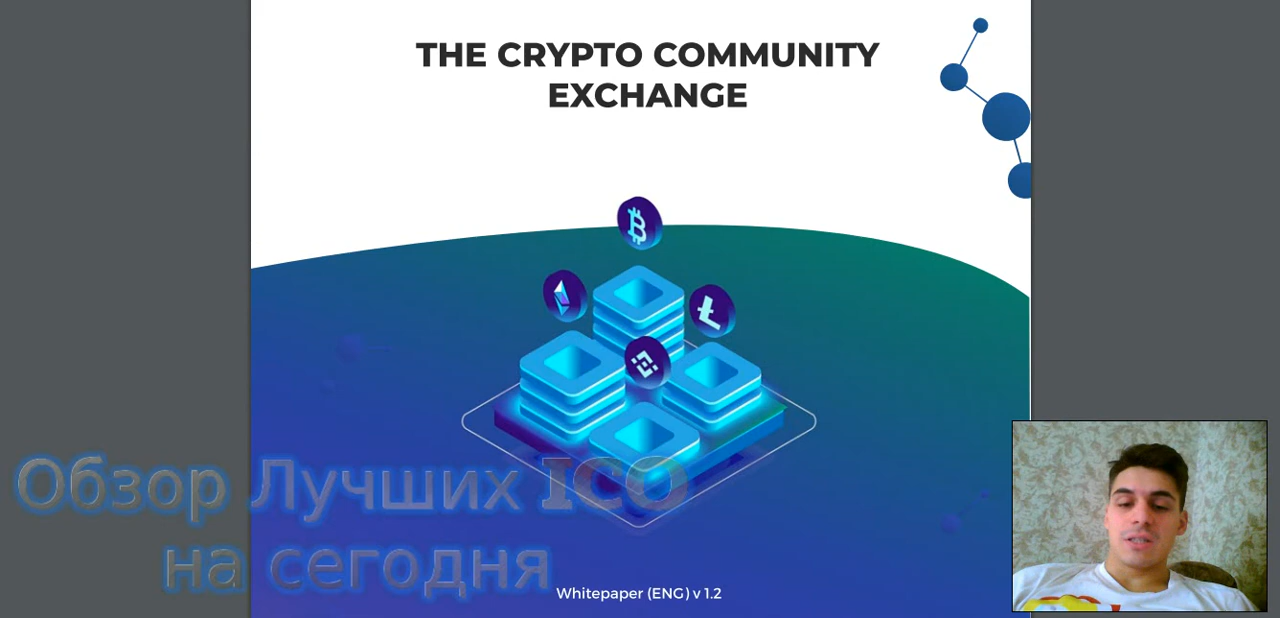 THE CRYPTO COMMUNITY
EXCHANGE
Обзор Лучших ICO
на сегодня
Whitepaper (ENG) v 1.2